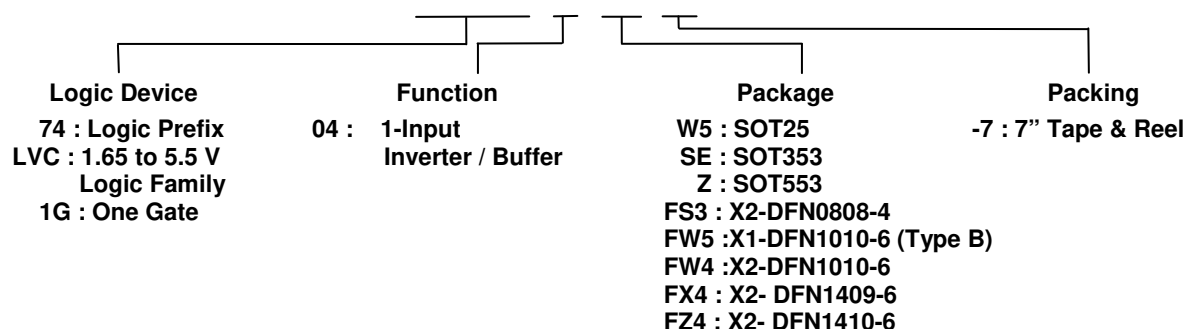 Logic Device Function Package Packing
74 : Logic Prefix 04 : 1-Input W5 : SOT25 -7 : 7” Tape & Reel
LVC : 1.65 to 5.5 V Inverter / Buffer SE : SOT353
Logic Family Z : SOT553
1G : One Gate FS3 : X2-DFN0808-4
FW5 :X1-DFN1010-6 (Type B)
FW4 :X2-DFN1010-6
FX4 : X2- DFN1409-6
FZ4 : X2- DFN1410-6